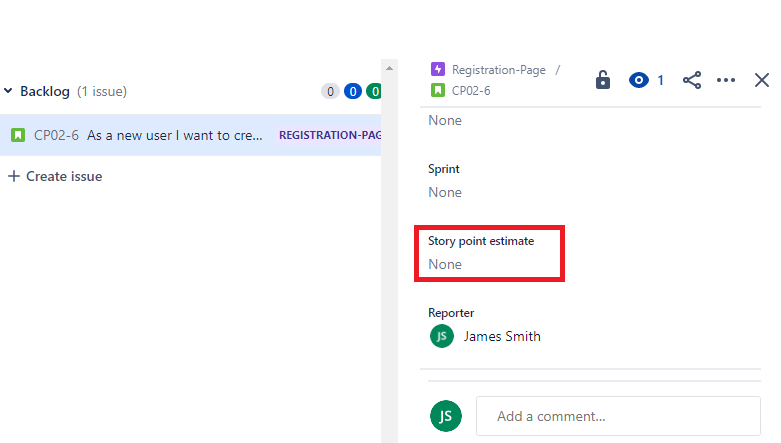 Backlog (1 issue) 0 0 0
CP02-6 As a new user I want to cre... REGISTRATION-PAG
+ Create issue
Registration-Page /
CP02-6
1
None
Sprint
None
Story point estimate
None
Reporter
JS James Smith
JS Add a comment...